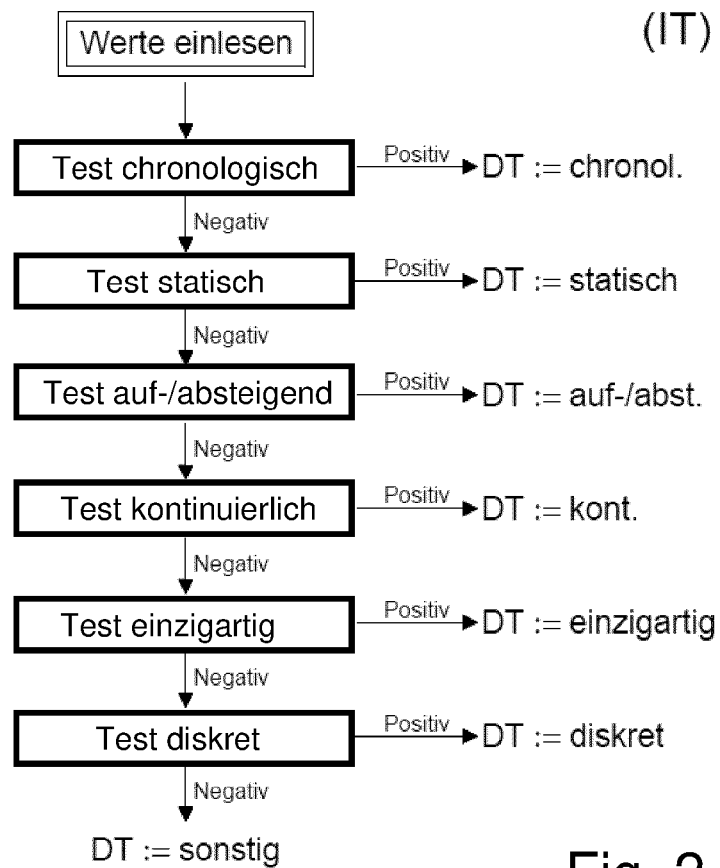 Werte einlesen
(IT)
Test chronologisch
Positiv
DT := chronol.
Negativ
Test statisch
Positiv
DT := statisch
Negativ
Test auf-/absteigend
Positiv
DT := auf-/abst.
Negativ
Test kontinuierlich
Positiv
DT := kont.
Negativ
Test einzigartig
Positiv
DT := einzigartig
Negativ
Test diskret
Positiv
DT := diskret
Negativ
DT := sonstig
Fig. 2